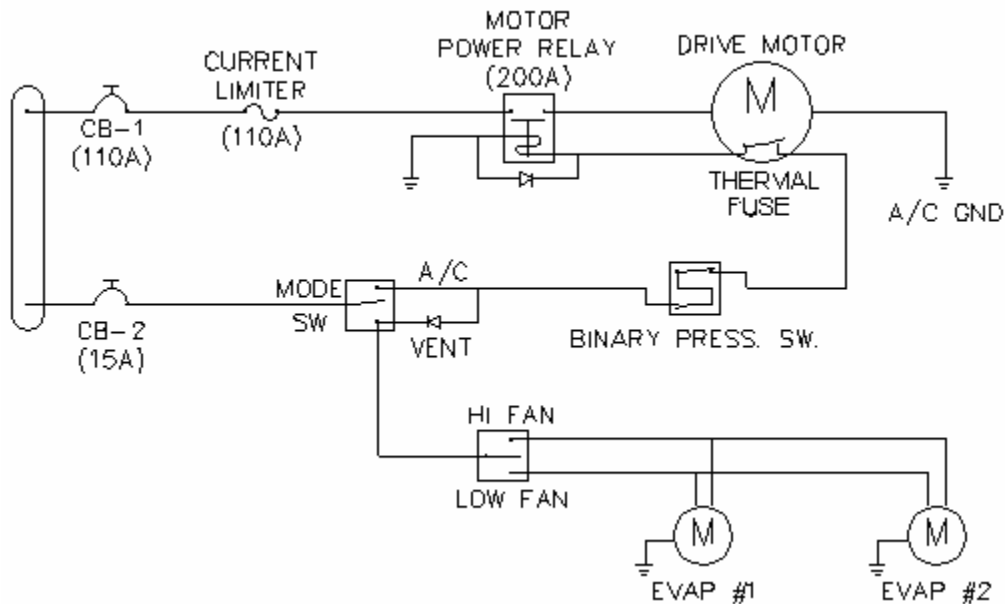 MOTOR
POWER RELAY
(200A)
DRIVE MOTOR
M
CURRENT
LIMITER
(110A)
CB-1
(110A)
THERMAL
FUSE
A/C GND
MODE
SW
A/C
VENT
CB-2
(15A)
BINARY PRESS. SW.
HI FAN
LOW FAN
M
EVAP #1
M
EVAP #2